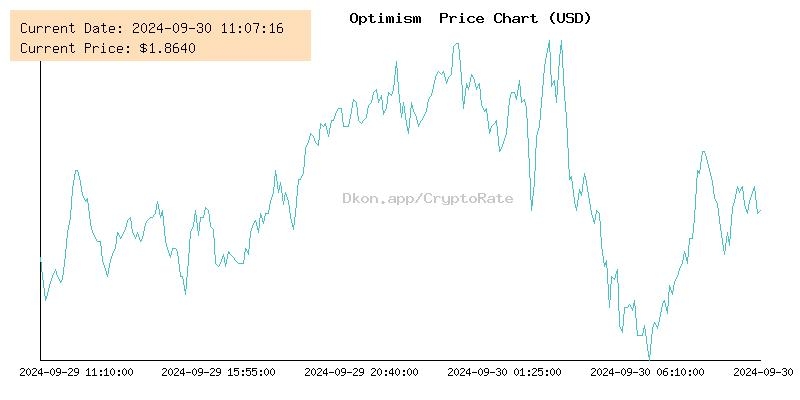 Optimism  Price Chart (USD)
Current Date: 2024-09-30 11:07:16
Current Price: $1.8640
Dkon.app/CryptoRate
2024-09-29 11:10:00 2024-09-29 15:55:00 2024-09-29 20:40:00 2024-09-30 01:25:00 2024-09-30 06:10:00 2024-09-30